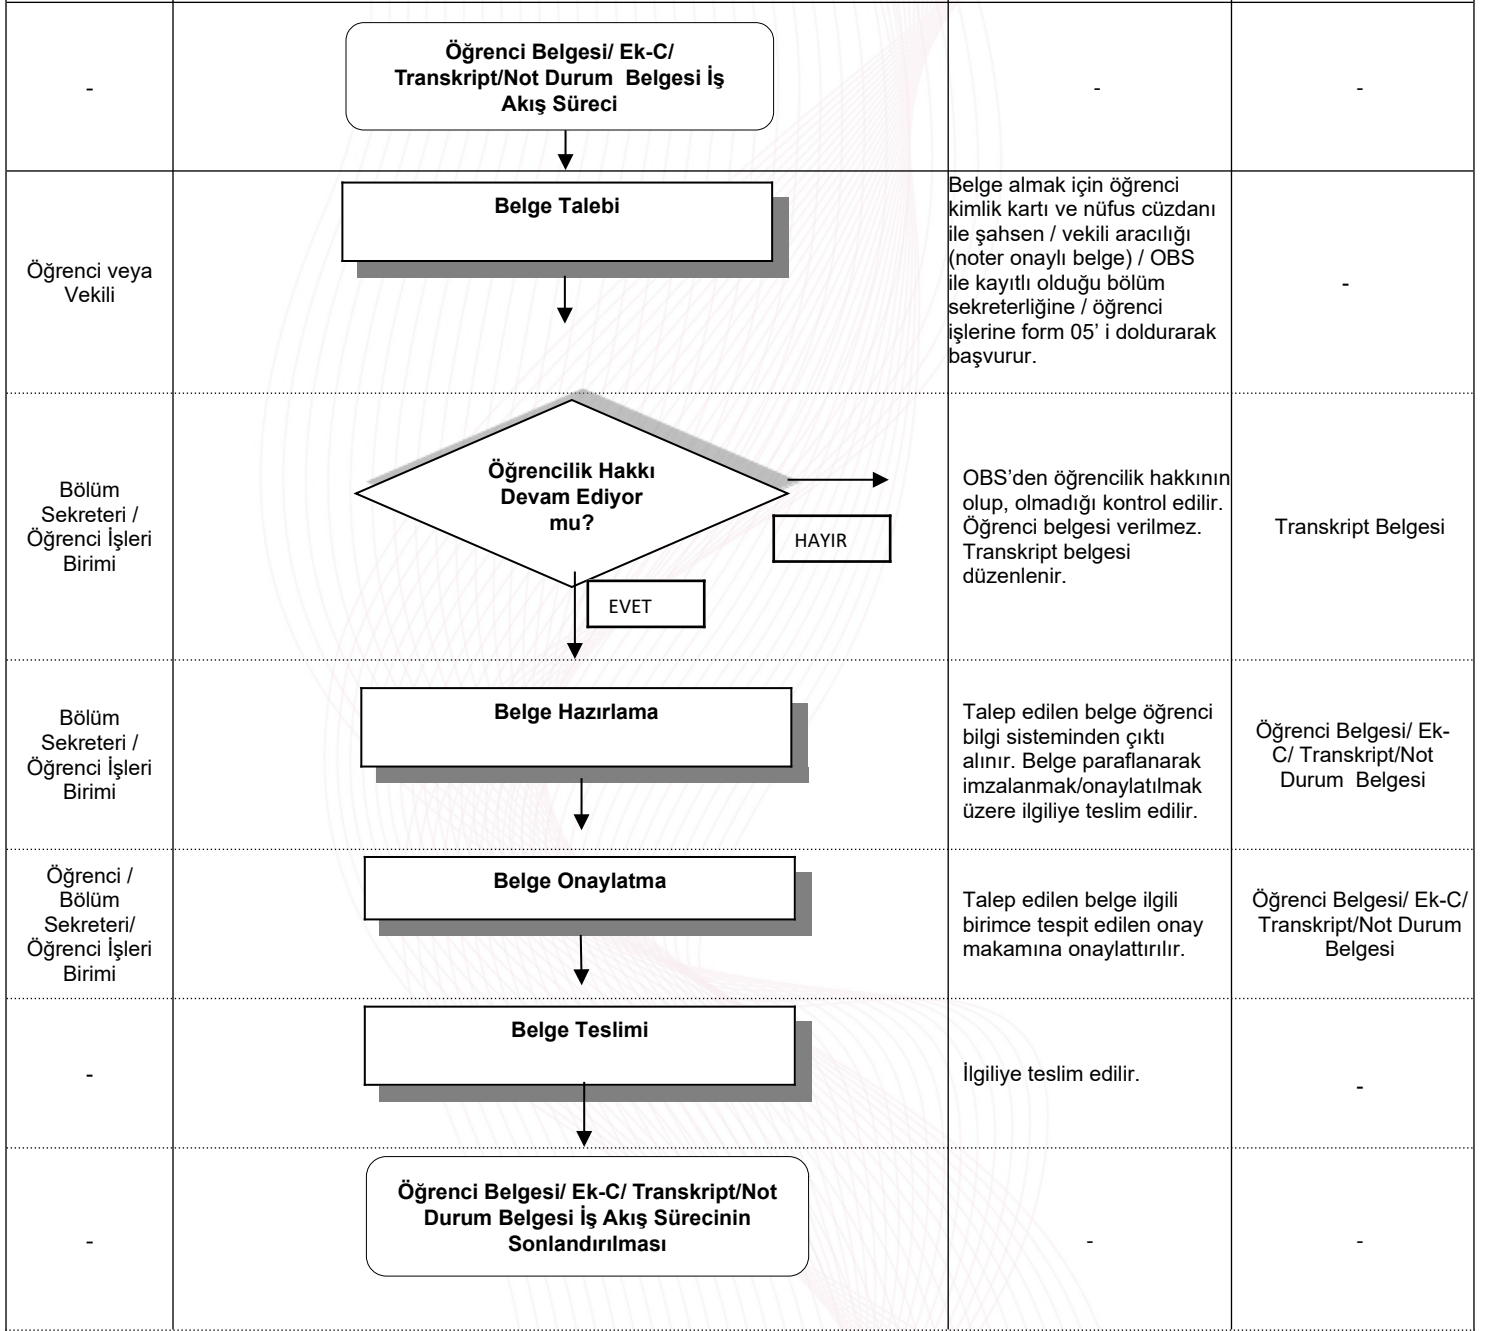 -
Öğrenci Belgesi/ Ek-C/
Transkript/Not Durum  Belgesi İş
Akış Süreci
-
-
Öğrenci veya
Vekili
Belge Talebi
Belge almak için öğrenci
kimlik kartı ve nüfus cüzdanı
ile şahsen / vekili aracılığı
(noter onaylı belge) / OBS
ile kayıtlı olduğu bölüm
sekreterliğine / öğrenci
işlerine form 05’ i doldurarak
başvurur.
-
Bölüm
Sekreteri /
Öğrenci İşleri
Birimi
Öğrencilik Hakkı
Devam Ediyor
mu?
HAYIR
EVET
OBS’den öğrencilik hakkının
olup, olmadığı kontrol edilir.
Öğrenci belgesi verilmez.
Transkript belgesi
düzenlenir.
Transkript Belgesi
Bölüm
Sekreteri /
Öğrenci İşleri
Birimi
Belge Hazırlama
Talep edilen belge öğrenci
bilgi sisteminden çıktı
alınır. Belge paraflanarak
imzalanmak/onaylatılmak
üzere ilgiliye teslim edilir.
Öğrenci Belgesi/ Ek-
C/ Transkript/Not
Durum  Belgesi
Öğrenci /
Bölüm
Sekreteri/
Öğrenci İşleri
Birimi
Belge Onaylatma
Talep edilen belge ilgili
birimce tespit edilen onay
makamına onaylattırılır.
Öğrenci Belgesi/ Ek-C/
Transkript/Not Durum
Belgesi
-
Belge Teslimi
İlgiliye teslim edilir.
-
-
Öğrenci Belgesi/ Ek-C/ Transkript/Not
Durum Belgesi İş Akış Sürecinin
Sonlandırılması
-
-